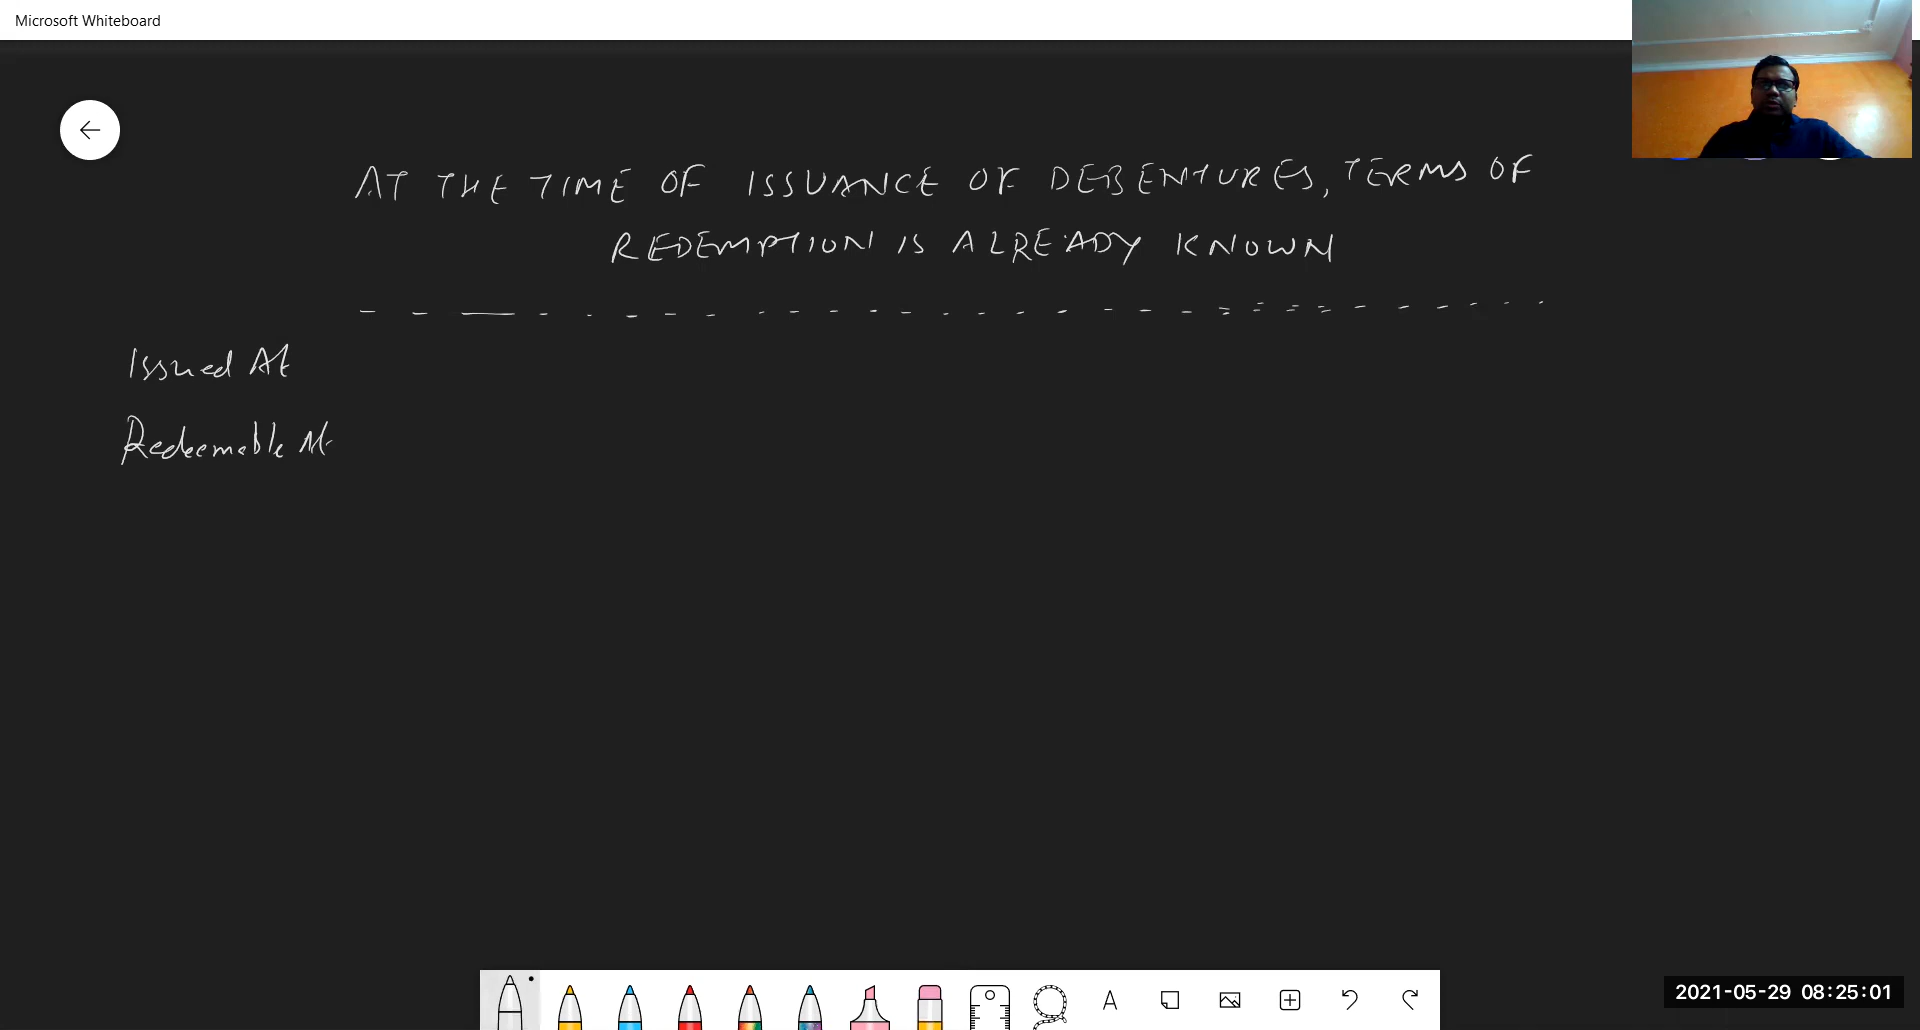 Microsoft Whiteboard
AT THE TIME OF ISSUANCE OF DEBENTURES, TERMS OF
REDEMPTION IS ALREADY KNOWN
Issued At
Redeemable At
2021-05-29 08:25:01